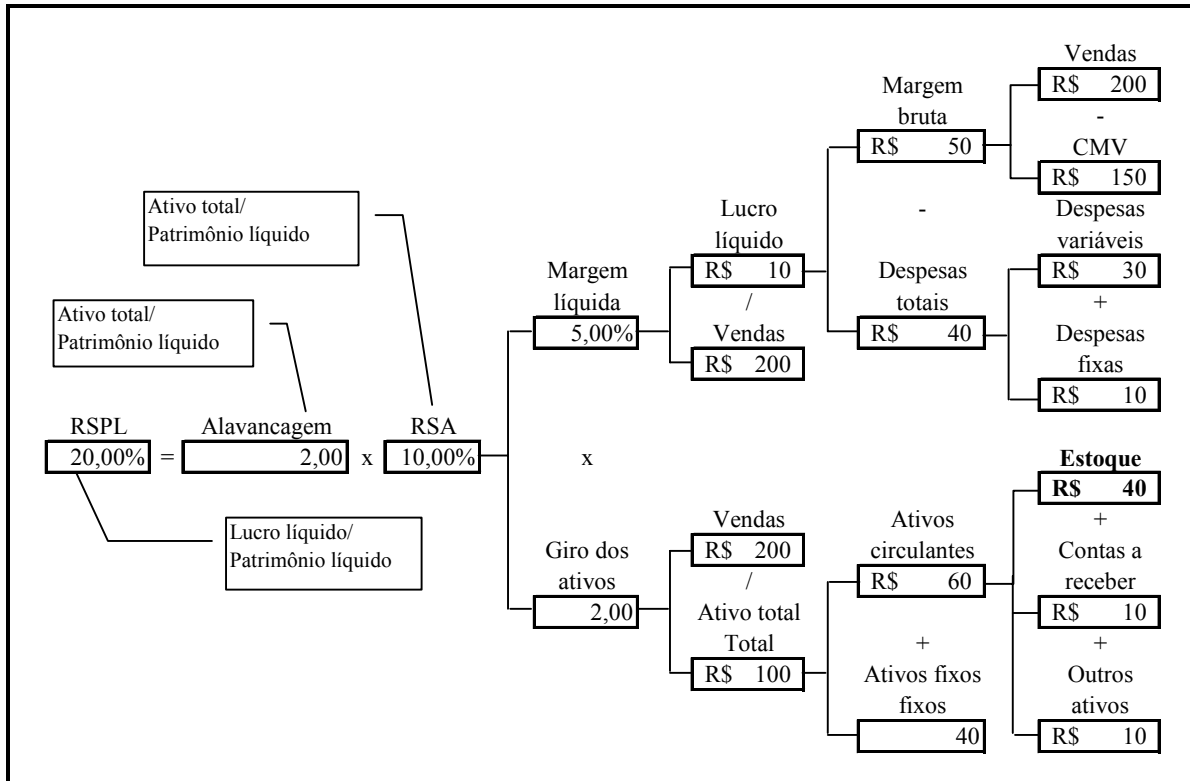 Vendas
R$ 200
-
CMV
R$ 150
Margem
bruta
R$ 50
-
Despesas
variáveis
R$ 30
+
Despesas
fixas
R$ 10
Despesas
totais
R$ 40
Lucro
líquido
R$ 10
/
Vendas
R$ 200
Margem
líquida
5,00%
Ativo total/
Patrimônio líquido
Ativo total/
Patrimônio líquido
RSPL
20,00%
=
Alavancagem
2,00
x
RSA
10,00%
x
Lucro líquido/
Patrimônio líquido
Giro dos
ativos
2,00
Vendas
R$ 200
/
Ativo total
Total
R$ 100
Ativos
circulantes
R$ 60
+
Ativos fixos
fixos
40
Estoque
R$ 40
+
Contas a
receber
R$ 10
+
Outros
ativos
R$ 10